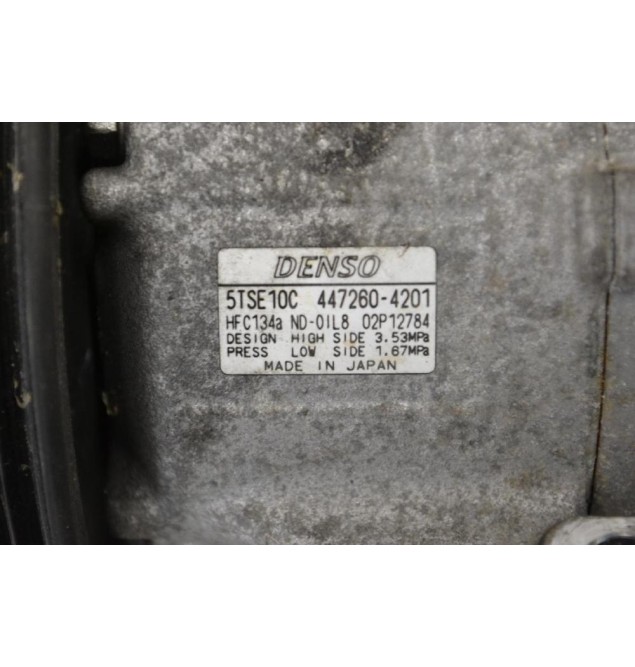 DENSO
5TSE10C 447260-4201
HFC134a ND-OIL8 02P12784
DESIGN HIGH SIDE 3.53MPa
PRESS LOW SIDE 1.67MPa
MADE IN JAPAN